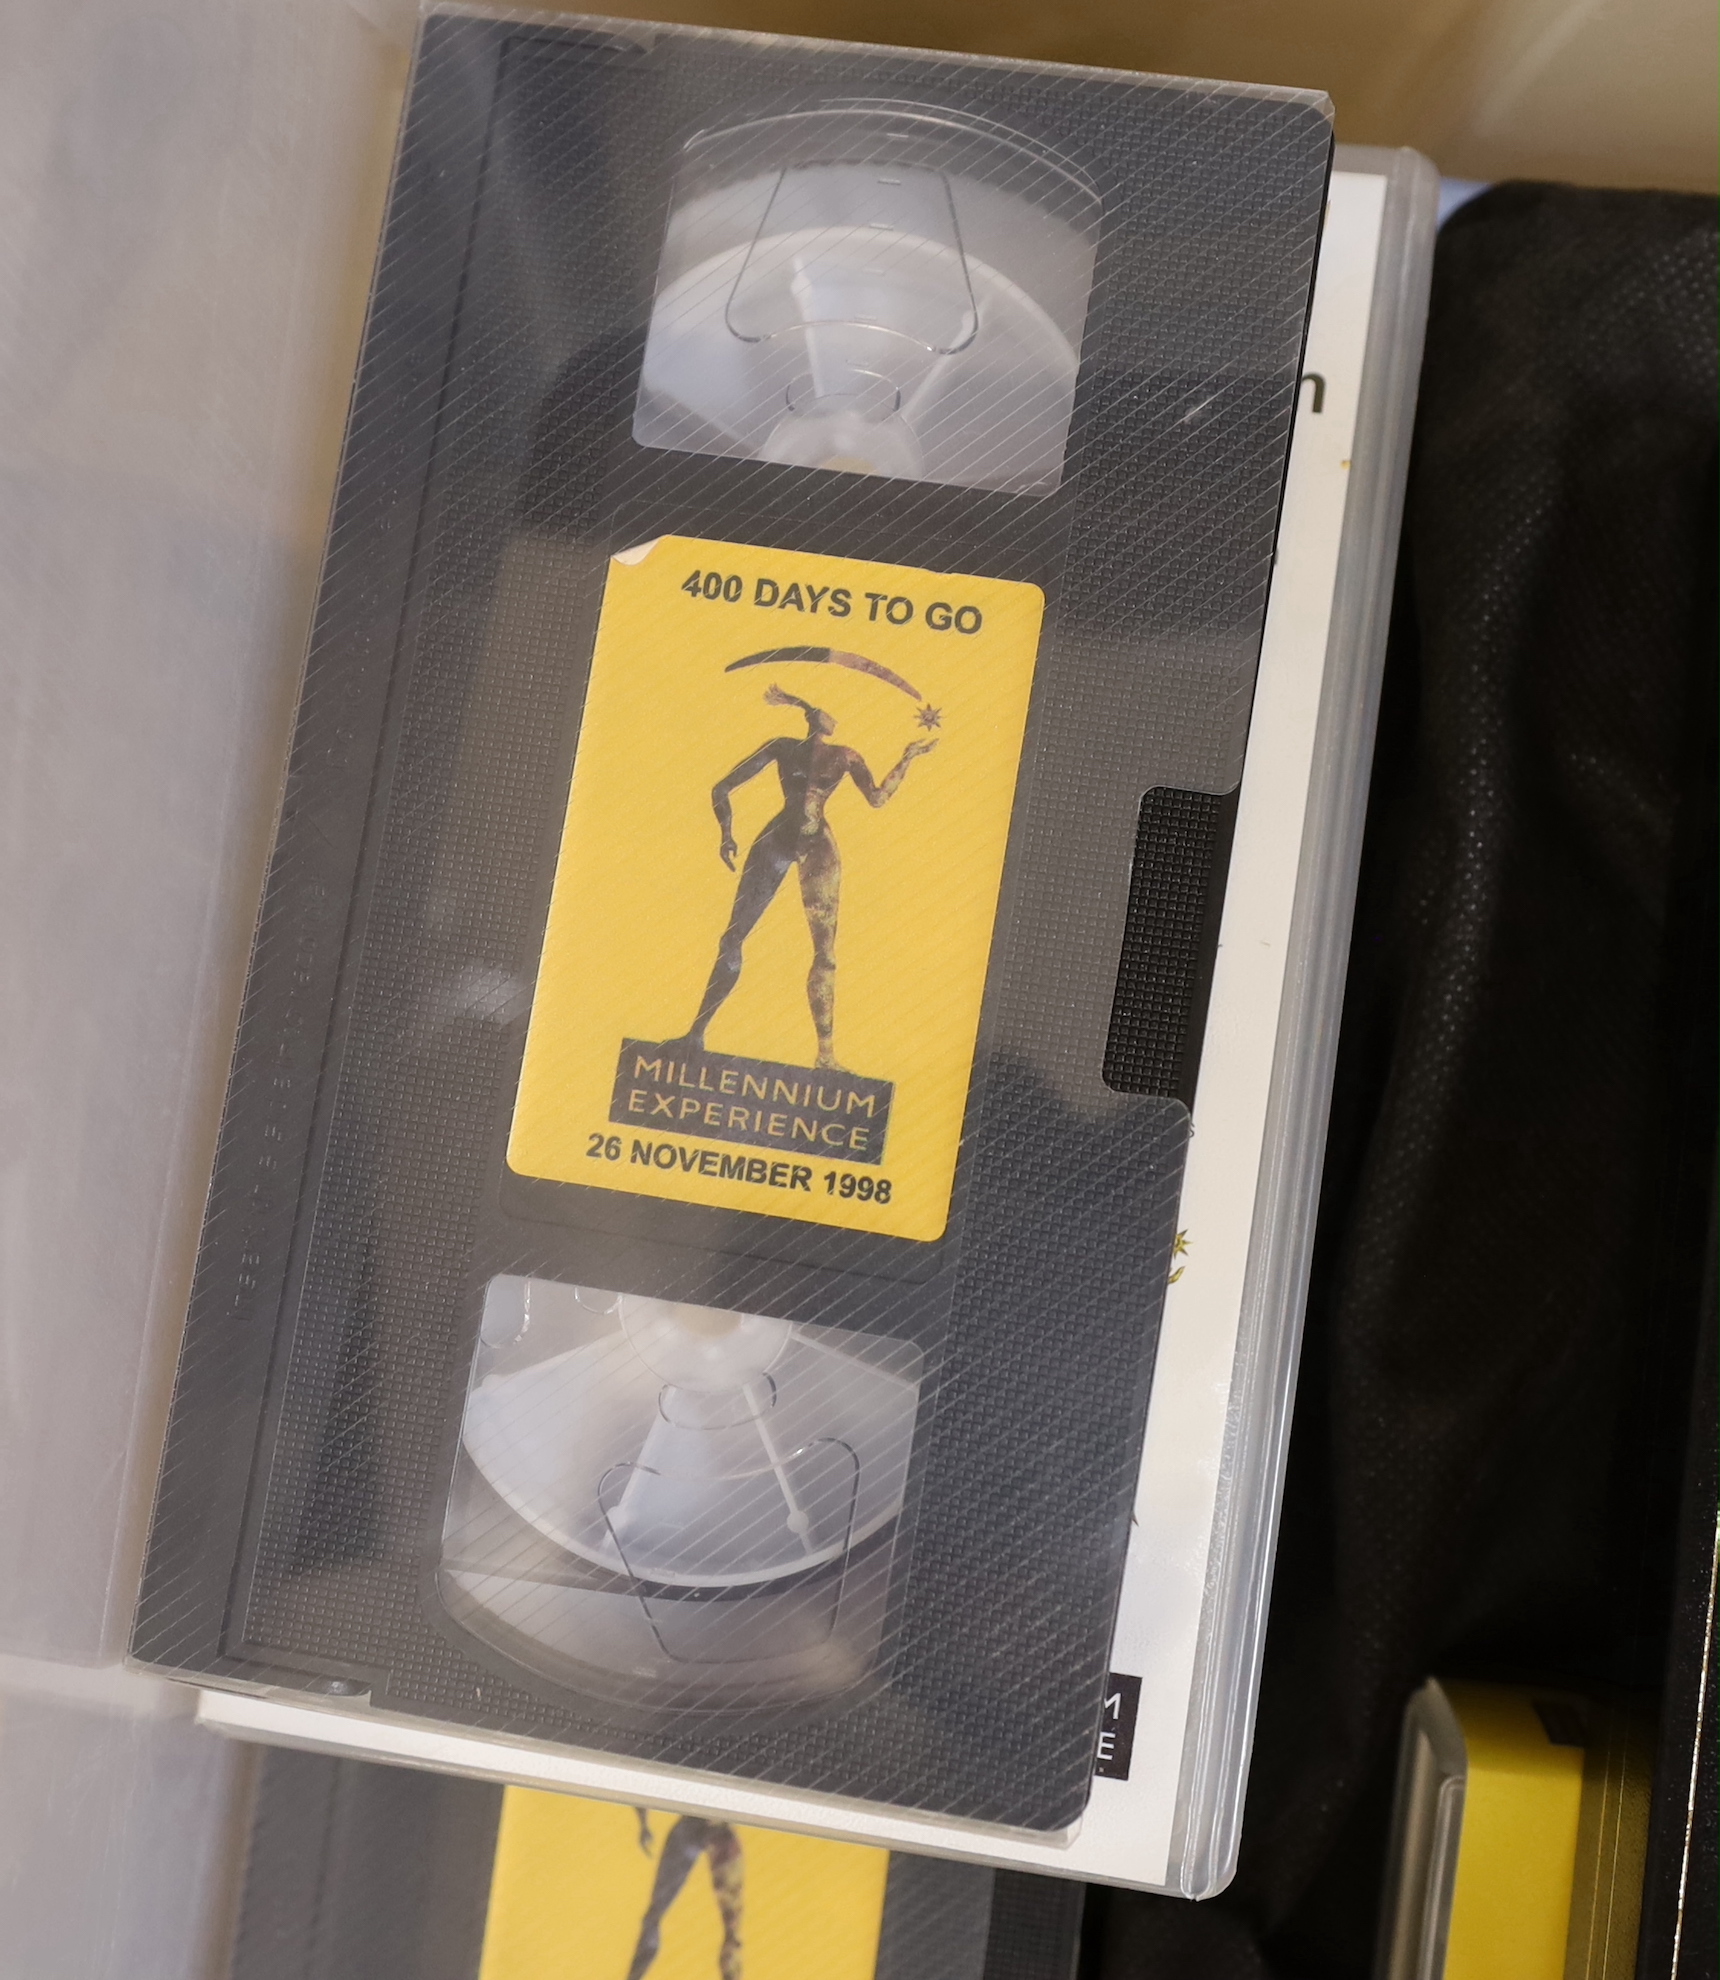 400 DAYS TO GO
MILLENNIUM
EXPERIENCE
26 NOVEMBER 1998